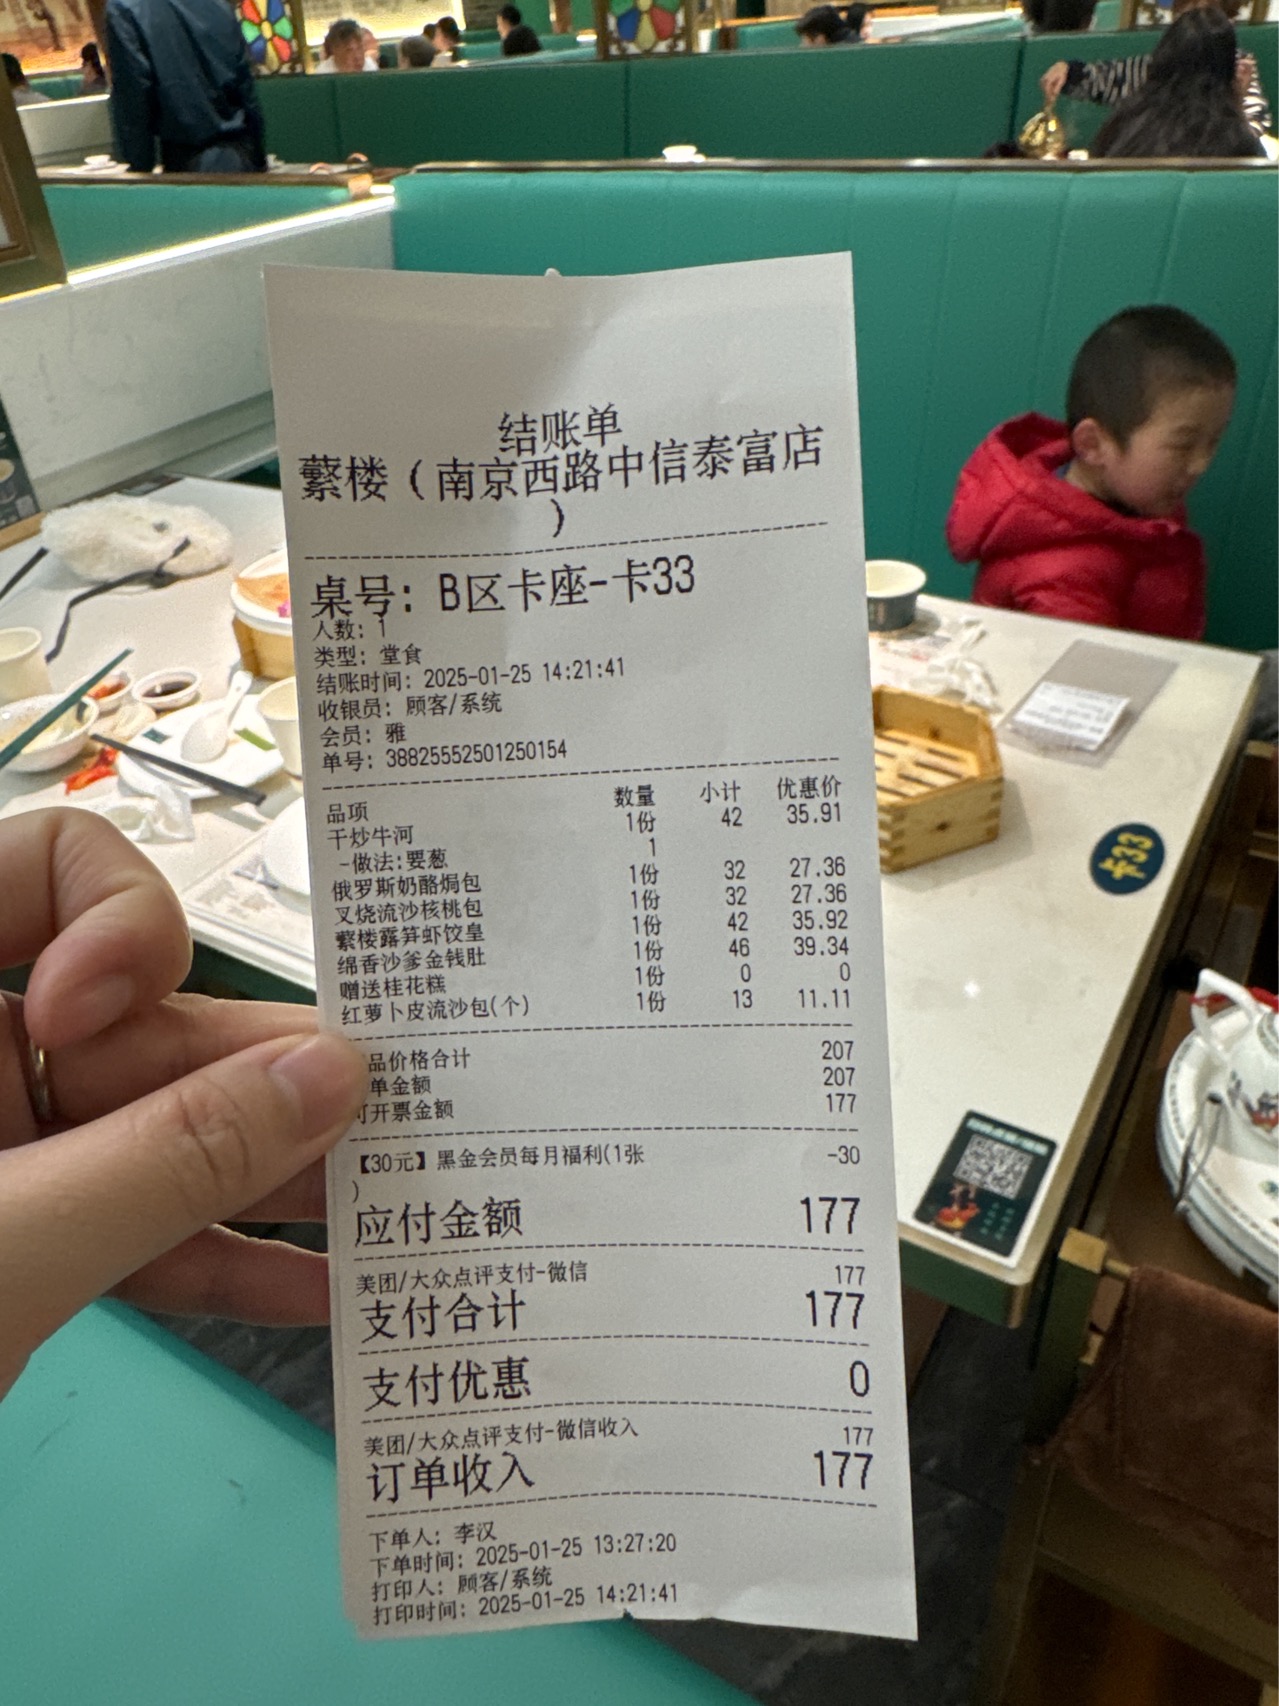 结账单
蘩楼（南京西路中信泰富店
）
桌号: B区卡座-卡33
人数: 1
类型: 堂食
结账时间: 2025-01-25 14:21:41
收银员: 顾客/系统
会员: 雅
单号: 38825552501250154
品项 数量 小计 优惠价
干炒牛河 1份 42 35.91
-做法:要葱 1
俄罗斯奶酪焗包 1份 32 27.36
叉烧流沙核桃包 1份 32 27.36
蘩楼露笋虾饺皇 1份 42 35.92
绵香沙爹金钱肚 1份 46 39.34
赠送桂花糕 1份 0 0
红萝卜皮流沙包(个) 1份 13 11.11
品价格合计 207
单金额 207
可开票金额 177
【30元】黑金会员每月福利(1张 -30
)
应付金额 177
美团/大众点评支付-微信 177
支付合计 177
支付优惠 0
美团/大众点评支付-微信收入 177
订单收入 177
下单人: 李汉
下单时间: 2025-01-25 13:27:20
打印人: 顾客/系统
打印时间: 2025-01-25 14:21:41
卡33